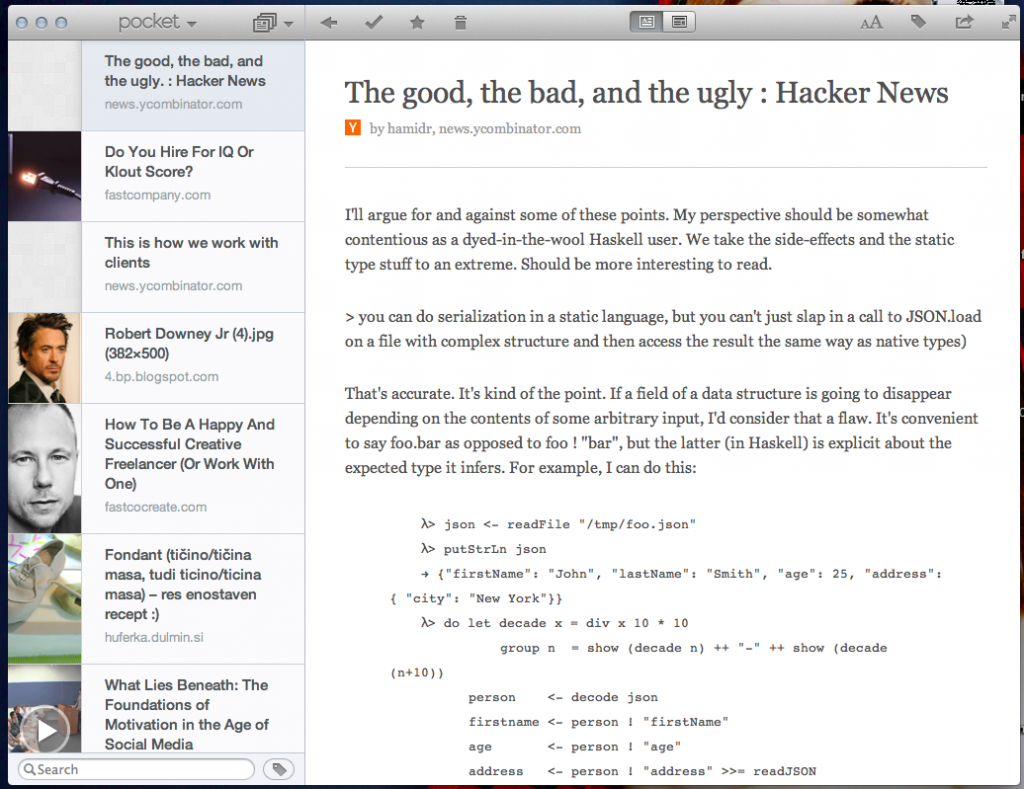 pocket
AA
The good, the bad, and
the ugly. : Hacker News
news.ycombinator.com
Do You Hire For IQ Or
Klout Score?
fastcompany.com
This is how we work with
clients
news.ycombinator.com
Robert Downey Jr (4).jpg
(382×500)
4.bp.blogspot.com
How To Be A Happy And
Successful Creative
Freelancer (Or Work With
One)
fastcocreate.com
Fondant (tičino/tičina
masa, tudi ticino/ticina
masa) – res enostaven
recept :)
huferka.dulmin.si
What Lies Beneath: The
Foundations of
Motivation in the Age of
Social Media
Search
The good, the bad, and the ugly : Hacker News
Y by hamidr, news.ycombinator.com
I'll argue for and against some of these points. My perspective should be somewhat
contentious as a dyed-in-the-wool Haskell user. We take the side-effects and the static
type stuff to an extreme. Should be more interesting to read.
> you can do serialization in a static language, but you can't just slap in a call to JSON.load
on a file with complex structure and then access the result the same way as native types)
That's accurate. It's kind of the point. If a field of a data structure is going to disappear
depending on the contents of some arbitrary input, I'd consider that a flaw. It's convenient
to say foo.bar as opposed to foo ! "bar", but the latter (in Haskell) is explicit about the
expected type it infers. For example, I can do this:
λ> json <- readFile "/tmp/foo.json"
λ> putStrLn json
→ {"firstName": "John", "lastName": "Smith", "age": 25, "address":
{ "city": "New York"}}
λ> do let decade x = div x 10 * 10
group n  = show (decade n) ++ "-" ++ show (decade
(n+10))
person    <- decode json
firstname <- person ! "firstName"
age       <- person ! "age"
address   <- person ! "address" >>= readJSON